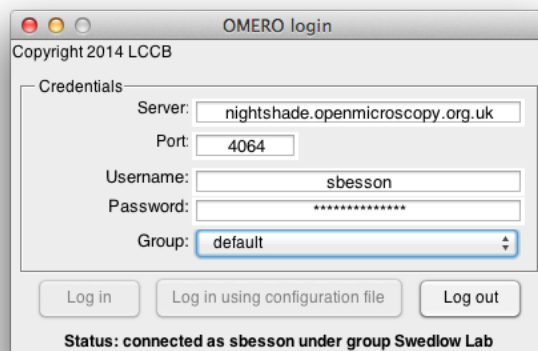 OMERO login
Copyright 2014 LCCB
Credentials
Server: nightshade.openmicroscopy.org.uk
Port: 4064
Username: sbesson
Password: **************
Group: default
Log in Log in using configuration file Log out
Status: connected as sbesson under group Swedlow Lab